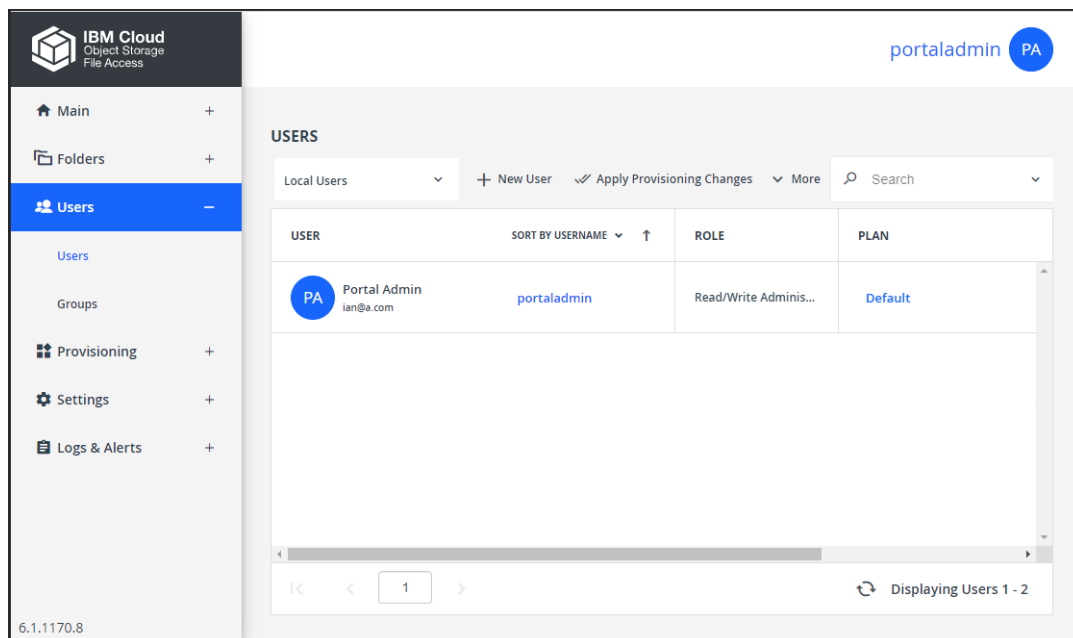 IBM Cloud
Object Storage
File Access
portaladmin PA
Main
Folders
Users
Users
Groups
Provisioning
Settings
Logs & Alerts
6.1.1170.8
USERS
Local Users New User Apply Provisioning Changes More Search
USER SORT BY USERNAME ROLE PLAN
PA Portal Admin portaladmin Read/Write Adminis... Default
ian@a.com
1 Displaying Users 1 - 2